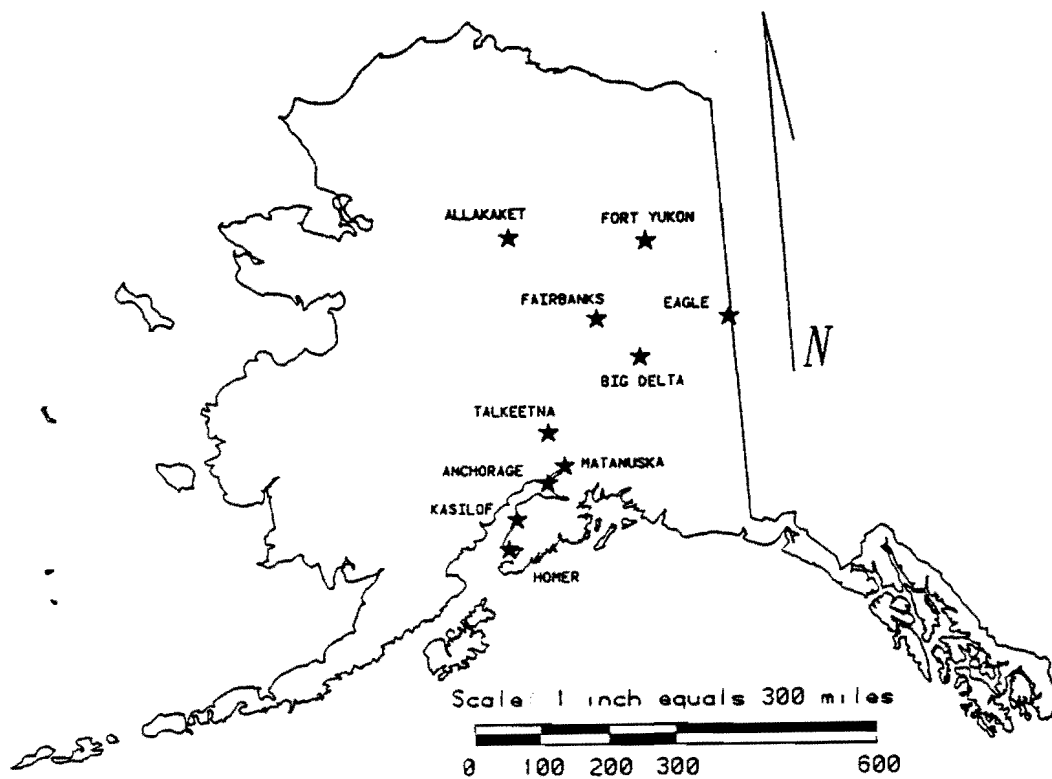 ALLAKAKET
FORT YUKON
FAIRBANKS
EAGLE
N
BIG DELTA
TALKEETNA
MATANUSKA
ANCHORAGE
KASILOF
HOMER
Scale: 1 inch equals 300 miles
0 100 200 300 600